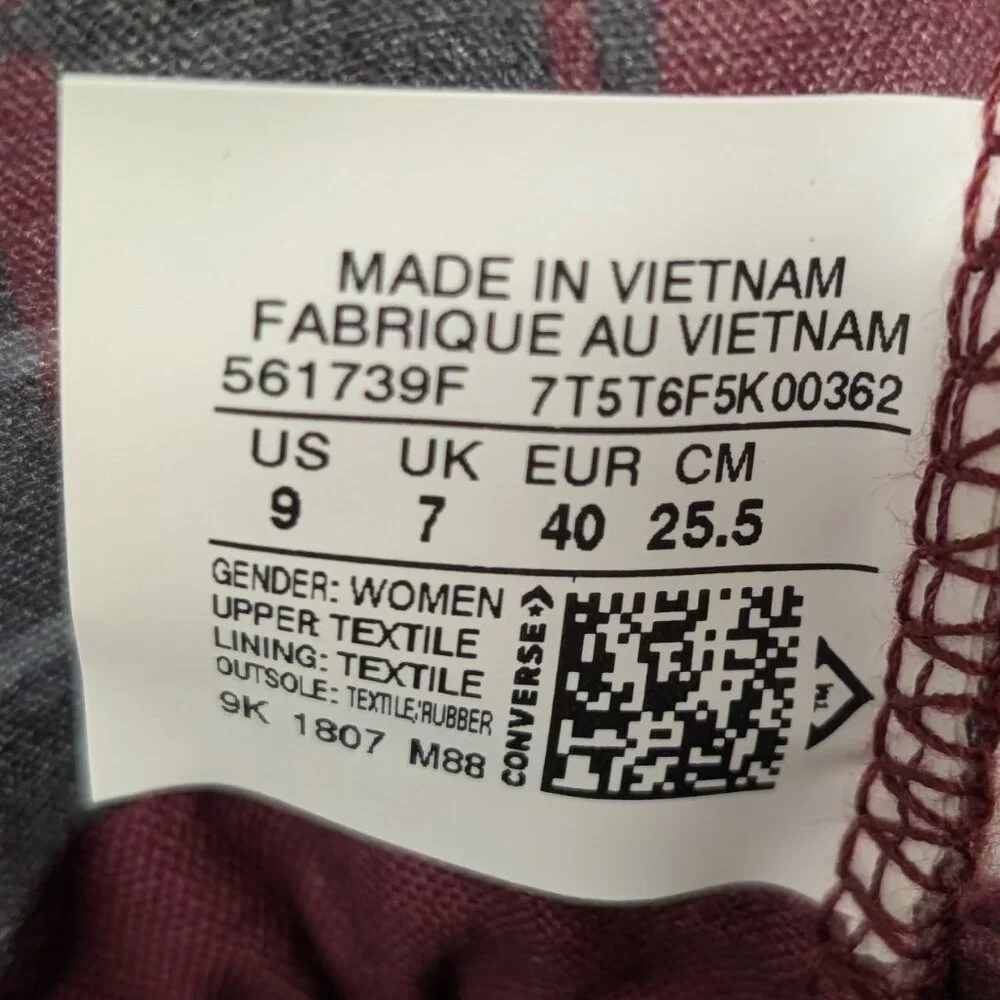 MADE IN VIETNAM
FABRIQUE AU VIETNAM
561739F 7T5T6F5K00362
US UK EUR CM
9 7 40 25.5
GENDER: WOMEN
UPPER: TEXTILE
LINING: TEXTILE
OUTSOLE: TEXTILE/RUBBER
9K 1807 M88
CONVERSE
TM